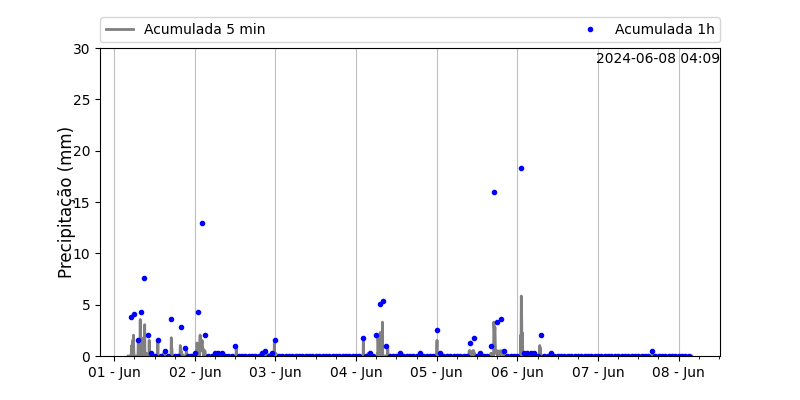 Acumulada 5 min
Acumulada 1h
2024-06-08 04:09
Precipitação (mm)
30
25
20
15
10
5
0
01 - Jun
02 - Jun
03 - Jun
04 - Jun
05 - Jun
06 - Jun
07 - Jun
08 - Jun